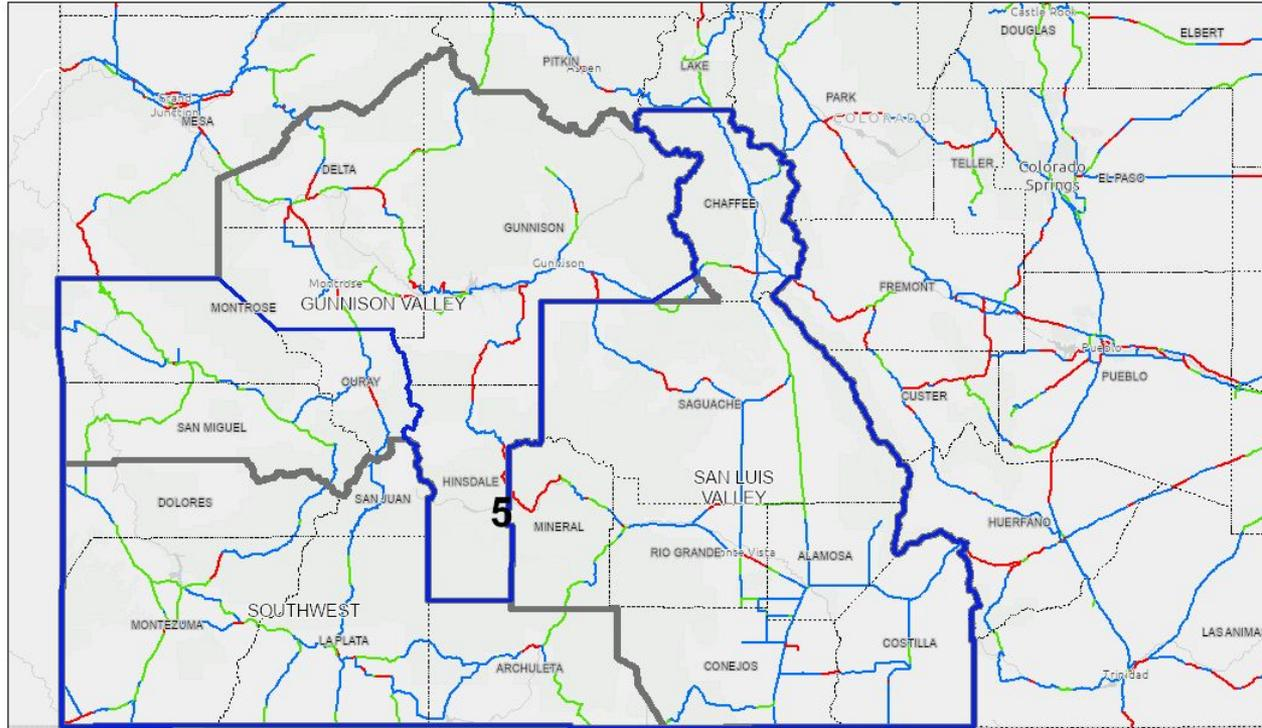 Castle Rock
DOUGLAS
ELBERT
PITKIN
Aspen
LAKE
Grand
Junction
MESA
PARK
COLORADO
DELTA
TELLER
Colorado
Springs
EL PASO
CHAFFEE
GUNNISON
Gunnison
Montrose
GUNNISON VALLEY
MONTROSE
FREMONT
Pueblo
PUEBLO
OURAY
SAGUACHE
CUSTER
SAN MIGUEL
HINSDALE
SAN LUIS
VALLEY
DOLORES
SAN JUAN
5
MINERAL
HUERFANO
RIO GRANDE
onte Vista
ALAMOSA
SOUTHWEST
MONTEZUMA
LA PLATA
COSTILLA
LAS ANIMA
ARCHULETA
CONEJOS
Trinidad